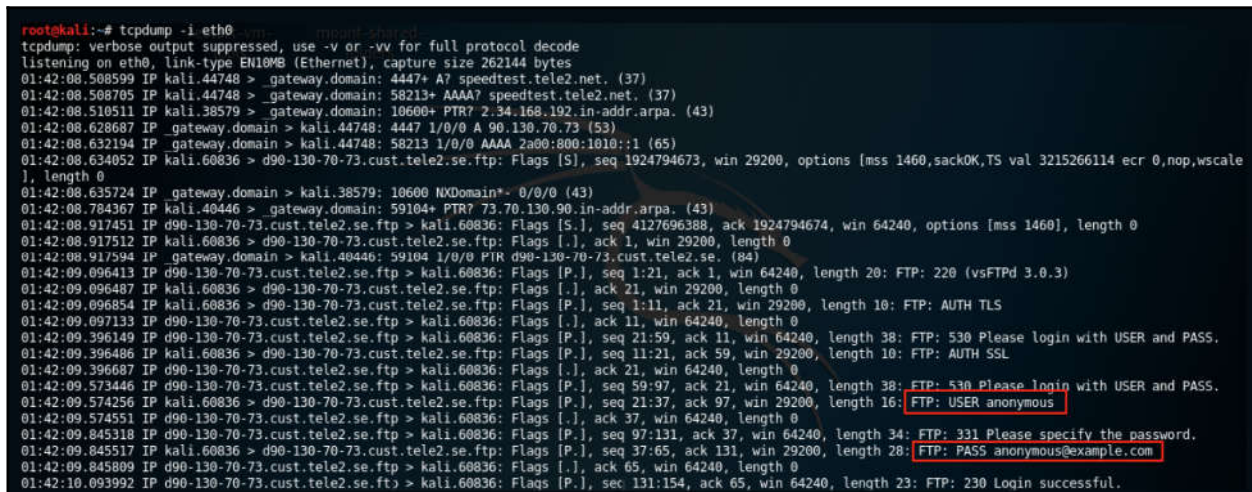 root@kali:~# tcpdump -i eth0
tcpdump: verbose output suppressed, use -v or -vv for full protocol decode
listening on eth0, link-type EN10MB (Ethernet), capture size 262144 bytes
01:42:08.508599 IP kali.44748 > _gateway.domain: 4447+ A? speedtest.tele2.net. (37)
01:42:08.508705 IP kali.44748 > _gateway.domain: 58213+ AAAA? speedtest.tele2.net. (37)
01:42:08.510511 IP kali.38579 > _gateway.domain: 10600+ PTR? 2.34.168.192.in-addr.arpa. (43)
01:42:08.628687 IP _gateway.domain > kali.44748: 4447 1/0/0 A 90.130.70.73 (53)
01:42:08.632194 IP _gateway.domain > kali.44748: 58213 1/0/0 AAAA 2a00:800:1010::1 (65)
01:42:08.634052 IP kali.60836 > d90-130-70-73.cust.tele2.se.ftp: Flags [S], seq 1924794673, win 29200, options [mss 1460,sackOK,TS val 3215266114 ecr 0,nop,wscale
], length 0
01:42:08.635724 IP _gateway.domain > kali.38579: 10600 NXDomain*- 0/0/0 (43)
01:42:08.784367 IP kali.40446 > _gateway.domain: 59104+ PTR? 73.70.130.90.in-addr.arpa. (43)
01:42:08.917451 IP d90-130-70-73.cust.tele2.se.ftp > kali.60836: Flags [S.], seq 4127696388, ack 1924794674, win 64240, options [mss 1460], length 0
01:42:08.917512 IP kali.60836 > d90-130-70-73.cust.tele2.se.ftp: Flags [.], ack 1, win 29200, length 0
01:42:08.917594 IP _gateway.domain > kali.40446: 59104 1/0/0 PTR d90-130-70-73.cust.tele2.se. (84)
01:42:09.096413 IP d90-130-70-73.cust.tele2.se.ftp > kali.60836: Flags [P.], seq 1:21, ack 1, win 64240, length 20: FTP: 220 (vsFTPd 3.0.3)
01:42:09.096487 IP kali.60836 > d90-130-70-73.cust.tele2.se.ftp: Flags [.], ack 21, win 29200, length 0
01:42:09.096854 IP kali.60836 > d90-130-70-73.cust.tele2.se.ftp: Flags [P.], seq 1:11, ack 21, win 29200, length 10: FTP: AUTH TLS
01:42:09.097133 IP d90-130-70-73.cust.tele2.se.ftp > kali.60836: Flags [.], ack 11, win 64240, length 0
01:42:09.396149 IP d90-130-70-73.cust.tele2.se.ftp > kali.60836: Flags [P.], seq 21:59, ack 11, win 64240, length 38: FTP: 530 Please login with USER and PASS.
01:42:09.396486 IP kali.60836 > d90-130-70-73.cust.tele2.se.ftp: Flags [P.], seq 11:21, ack 59, win 29200, length 10: FTP: AUTH SSL
01:42:09.396687 IP d90-130-70-73.cust.tele2.se.ftp > kali.60836: Flags [.], ack 21, win 64240, length 0
01:42:09.573446 IP d90-130-70-73.cust.tele2.se.ftp > kali.60836: Flags [P.], seq 59:97, ack 21, win 64240, length 38: FTP: 530 Please login with USER and PASS.
01:42:09.574256 IP kali.60836 > d90-130-70-73.cust.tele2.se.ftp: Flags [P.], seq 21:37, ack 97, win 29200, length 16: FTP: USER anonymous
01:42:09.574551 IP d90-130-70-73.cust.tele2.se.ftp > kali.60836: Flags [.], ack 37, win 64240, length 0
01:42:09.845318 IP d90-130-70-73.cust.tele2.se.ftp > kali.60836: Flags [P.], seq 97:131, ack 37, win 64240, length 34: FTP: 331 Please specify the password.
01:42:09.845517 IP kali.60836 > d90-130-70-73.cust.tele2.se.ftp: Flags [P.], seq 37:65, ack 131, win 29200, length 28: FTP: PASS anonymous@example.com
01:42:09.845809 IP d90-130-70-73.cust.tele2.se.ftp > kali.60836: Flags [.], ack 65, win 64240, length 0
01:42:10.093992 IP d90-130-70-73.cust.tele2.se.ftp > kali.60836: Flags [P.], seq 131:154, ack 65, win 64240, length 23: FTP: 230 Login successful.